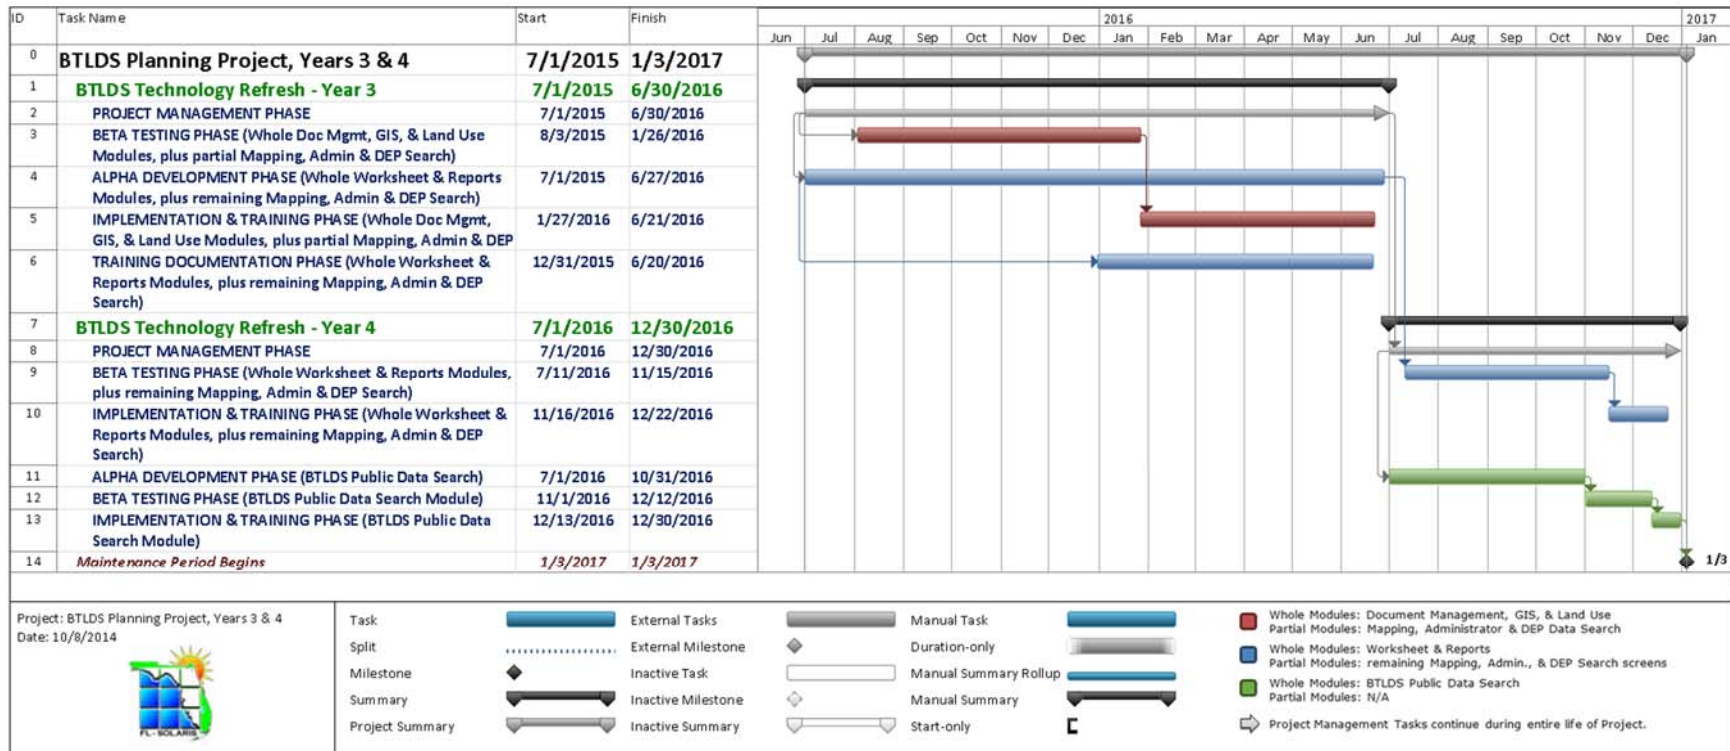 ID Task Name Start Finish 2016 2017
Jun Jul Aug Sep Oct Nov Dec Jan Feb Mar Apr May Jun Jul Aug Sep Oct Nov Dec Jan
0 BTLDS Planning Project, Years 3 & 4 7/1/2015 1/3/2017
1 BTLDS Technology Refresh - Year 3 7/1/2015 6/30/2016
2 PROJECT MANAGEMENT PHASE 7/1/2015 6/30/2016
3 BETA TESTING PHASE (Whole Doc Mgmt, GIS, & Land Use 8/3/2015 1/26/2016
Modules, plus partial Mapping, Admin & DEP Search)
4 ALPHA DEVELOPMENT PHASE (Whole Worksheet & Reports 7/1/2015 6/27/2016
Modules, plus remaining Mapping, Admin & DEP Search)
5 IMPLEMENTATION & TRAINING PHASE (Whole Doc Mgmt, 1/27/2016 6/21/2016
GIS, & Land Use Modules, plus partial Mapping, Admin & DEP
6 TRAINING DOCUMENTATION PHASE (Whole Worksheet & 12/31/2015 6/20/2016
Reports Modules, plus remaining Mapping, Admin & DEP
Search)
7 BTLDS Technology Refresh - Year 4 7/1/2016 12/30/2016
8 PROJECT MANAGEMENT PHASE 7/1/2016 12/30/2016
9 BETA TESTING PHASE (Whole Worksheet & Reports Modules, 7/11/2016 11/15/2016
plus remaining Mapping, Admin & DEP Search)
10 IMPLEMENTATION & TRAINING PHASE (Whole Worksheet & 11/16/2016 12/22/2016
Reports Modules, plus remaining Mapping, Admin & DEP
Search)
11 ALPHA DEVELOPMENT PHASE (BTLDS Public Data Search) 7/1/2016 10/31/2016
12 BETA TESTING PHASE (BTLDS Public Data Search Module) 11/1/2016 12/12/2016
13 IMPLEMENTATION & TRAINING PHASE (BTLDS Public Data 12/13/2016 12/30/2016
Search Module)
14 Maintenance Period Begins 1/3/2017 1/3/2017 1/3
Project: BTLDS Planning Project, Years 3 & 4
Date: 10/8/2014
FL-SOLARIS
Task External Tasks Manual Task
Split External Milestone Duration-only
Milestone Inactive Task Manual Summary Rollup
Summary Inactive Milestone Manual Summary
Project Summary Inactive Summary Start-only
Whole Modules: Document Management, GIS, & Land Use
Partial Modules: Mapping, Administrator & DEP Data Search
Whole Modules: Worksheet & Reports
Partial Modules: remaining Mapping, Admin., & DEP Search screens
Whole Modules: BTLDS Public Data Search
Partial Modules: N/A
Project Management Tasks continue during entire life of Project.